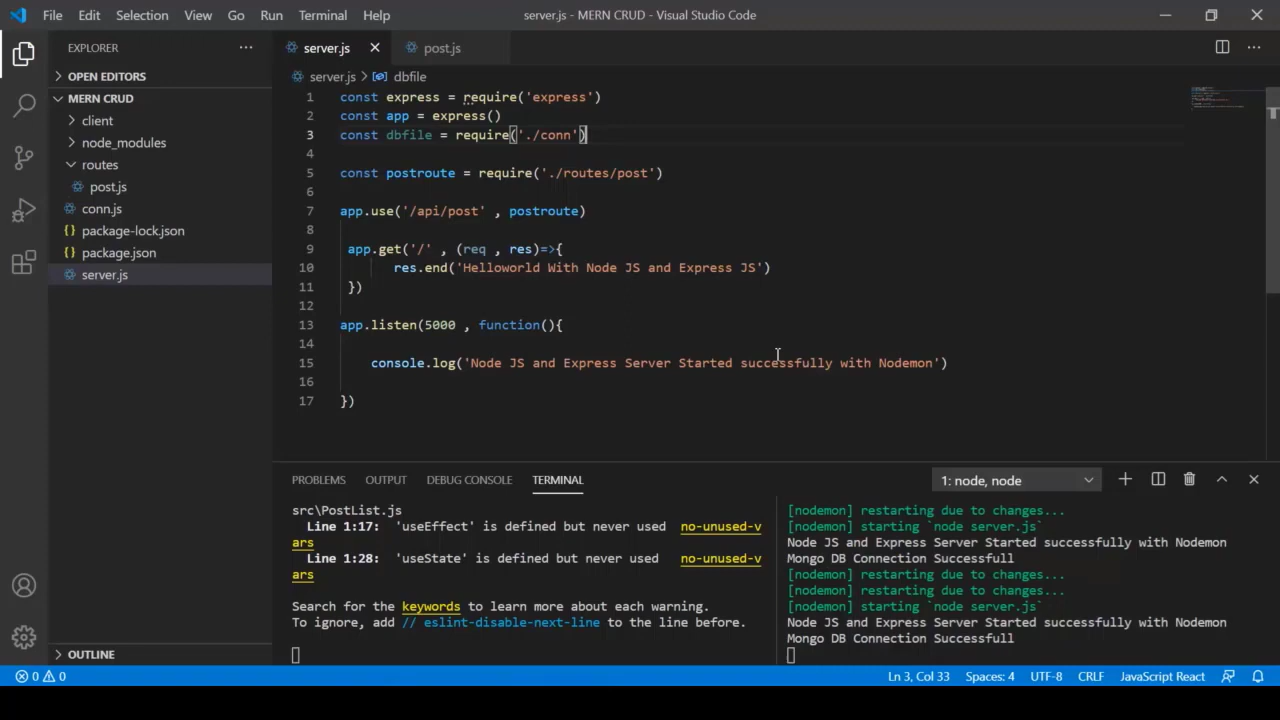 File Edit Selection View Go Run Terminal Help server.js - MERN CRUD - Visual Studio Code
EXPLORER
OPEN EDITORS
MERN CRUD
client
node_modules
routes
post.js
conn.js
package-lock.json
package.json
server.js
OUTLINE
server.js post.js
server.js > dbfile
1 const express = require('express')
2 const app = express()
3 const dbfile = require('./conn')
4
5 const postroute = require('./routes/post')
6
7 app.use('/api/post' , postroute)
8
9 app.get('/' , (req , res)=>{
10 res.end('Helloworld With Node JS and Express JS')
11 })
12
13 app.listen(5000 , function(){
14
15 console.log('Node JS and Express Server Started successfully with Nodemon')
16
17 })
PROBLEMS OUTPUT DEBUG CONSOLE TERMINAL 1: node, node
src\PostList.js
Line 1:17: 'useEffect' is defined but never used no-unused-v
ars
Line 1:28: 'useState' is defined but never used no-unused-v
ars
Search for the keywords to learn more about each warning.
To ignore, add // eslint-disable-next-line to the line before.
[nodemon] restarting due to changes...
[nodemon] starting `node server.js`
Node JS and Express Server Started successfully with Nodemon
Mongo DB Connection Successfull
[nodemon] restarting due to changes...
[nodemon] restarting due to changes...
[nodemon] starting `node server.js`
Node JS and Express Server Started successfully with Nodemon
Mongo DB Connection Successfull
0 0 Ln 3, Col 33 Spaces: 4 UTF-8 CRLF JavaScript React